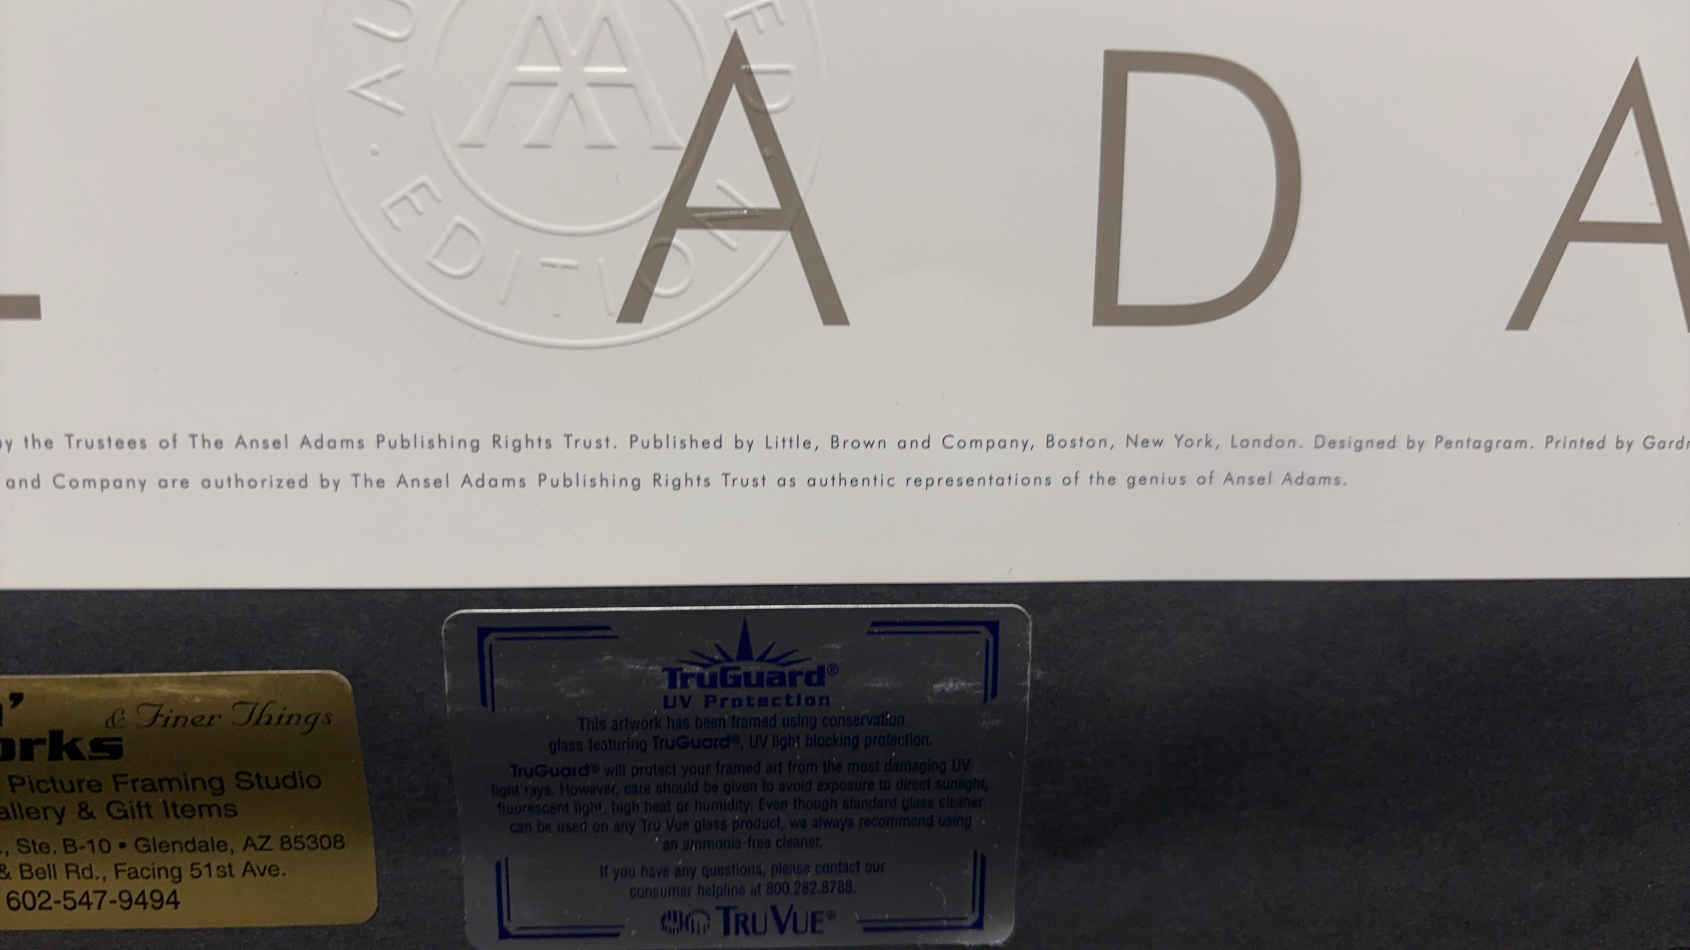 AU ED
AA
· EDITION ·
L ADA
by the Trustees of The Ansel Adams Publishing Rights Trust. Published by Little, Brown and Company, Boston, New York, London. Designed by Pentagram. Printed by Gardn
and Company are authorized by The Ansel Adams Publishing Rights Trust as authentic representations of the genius of Ansel Adams.
& Finer Things
orks
Picture Framing Studio
allery & Gift Items
., Ste. B-10 • Glendale, AZ 85308
& Bell Rd., Facing 51st Ave.
602-547-9494
TruGuard®
UV Protection
This artwork has been framed using conservation
glass featuring TruGuard®, UV light blocking protection.
TruGuard® will protect your framed art from the most damaging UV
light rays. However, care should be given to avoid exposure to direct sunlight,
fluorescent light, high heat or humidity. Even though standard glass cleaner
can be used on any Tru Vue glass product, we always recommend using
an ammonia-free cleaner.
If you have any questions, please contact our
consumer helpline at 800.282.8788.
TRUVUE®